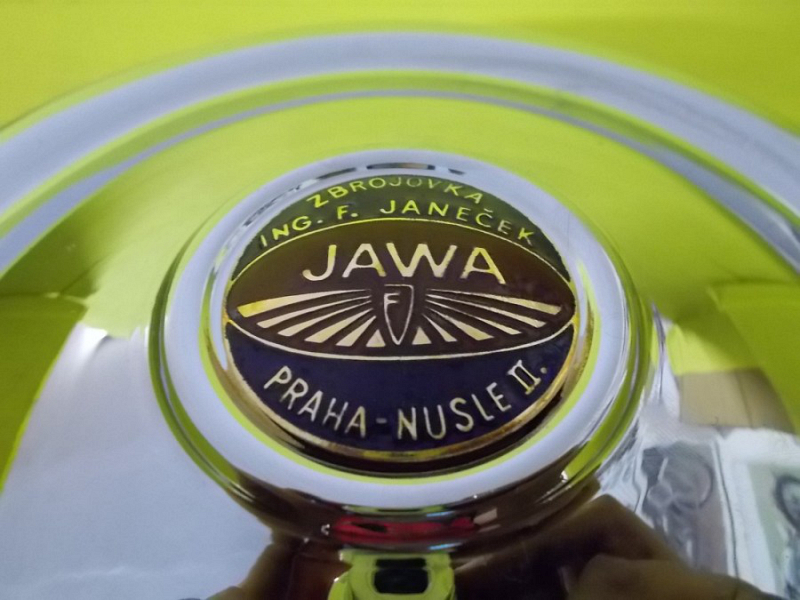 ZBROJOVKA
ING. F. JANEČEK
JAWA
F
PRAHA-NUSLE II.